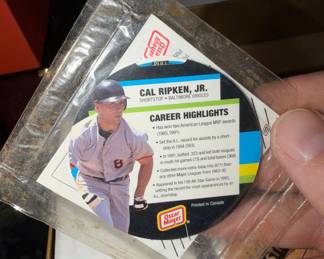 Oscar
Mayer
CAL RIPKEN, JR.
SHORTSTOP • BALTIMORE ORIOLES
CAREER HIGHLIGHTS
• Has won two American League MVP awards
(1983, 1991).
• Set the A.L. record for assists by a short-
stop in 1984 (583).
• In 1991, batted .323 and led both leagues
in multi-hit games (73) and total bases (368).
• Collected more extra-base hits
than any other Major Leaguer from
• Appeared in his 11th All-Star Game in 1993,
setting the record for most appearances by an
A.L. shortstop.
8
Oscar
Mayer
Printed in Canada